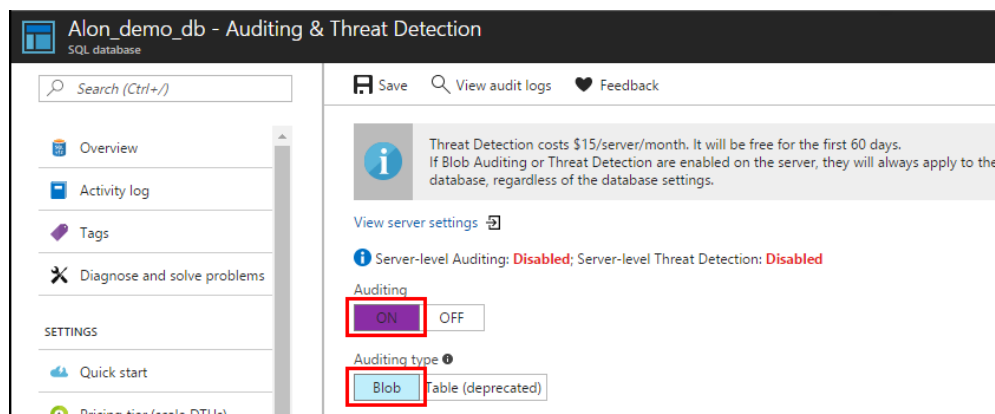 Alon_demo_db - Auditing & Threat Detection
SQL database
Search (Ctrl+/)
Overview
Activity log
Tags
Diagnose and solve problems
SETTINGS
Quick start
Pricing tier (scale DTUs)
Save View audit logs Feedback
Threat Detection costs $15/server/month. It will be free for the first 60 days.
If Blob Auditing or Threat Detection are enabled on the server, they will always apply to the
database, regardless of the database settings.
View server settings
Server-level Auditing: Disabled; Server-level Threat Detection: Disabled
Auditing
ON OFF
Auditing type
Blob Table (deprecated)